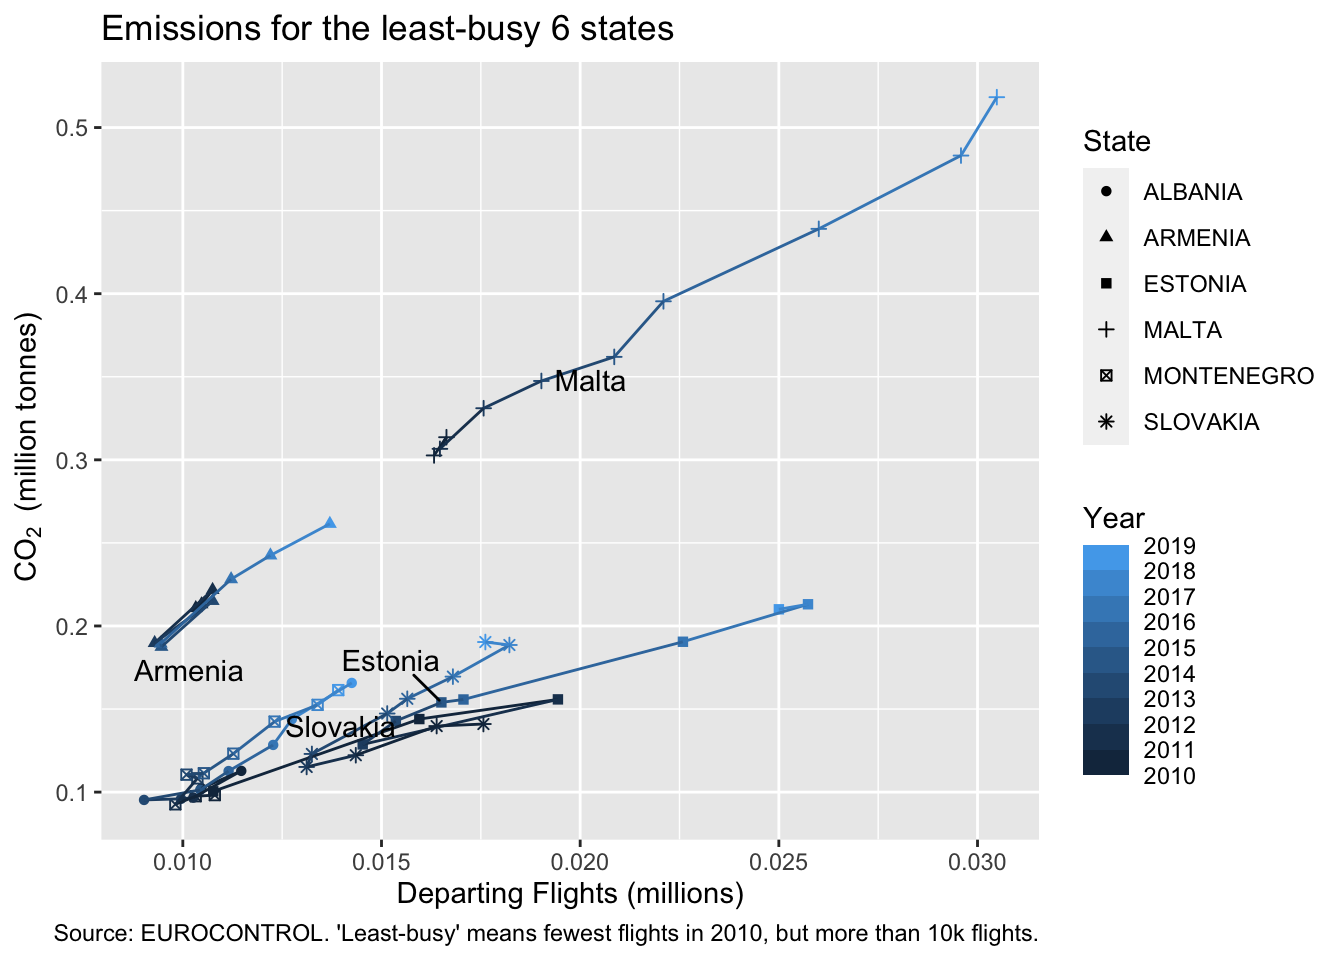 Emissions for the least-busy 6 states
CO2 (million tonnes)
0.5
0.4
0.3
0.2
0.1
Malta
Armenia
Estonia
Slovakia
0.010 0.015 0.020 0.025 0.030
Departing Flights (millions)
Source: EUROCONTROL. 'Least-busy' means fewest flights in 2010, but more than 10k flights.
State
ALBANIA
ARMENIA
ESTONIA
MALTA
MONTENEGRO
SLOVAKIA
Year
2019
2018
2017
2016
2015
2014
2013
2012
2011
2010